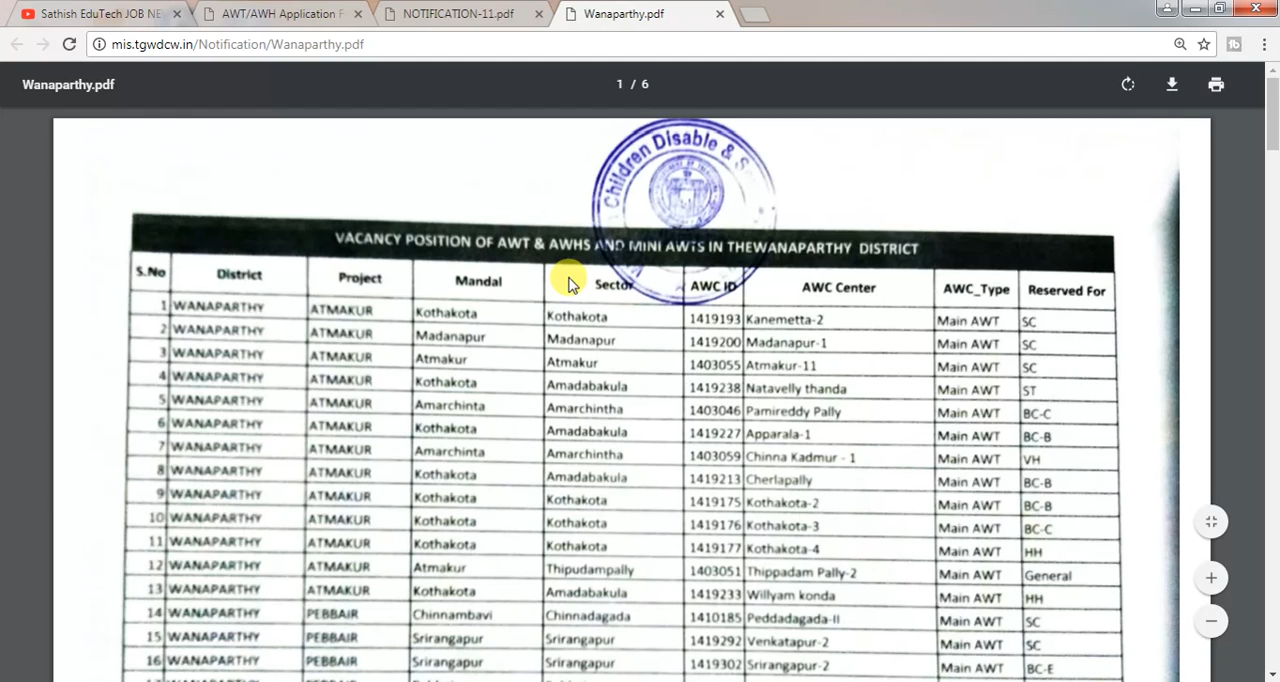 Sathish EduTech JOB NE
AWT/AWH Application F
NOTIFICATION-11.pdf
Wanaparthy.pdf
mis.tgwdcw.in/Notification/Wanaparthy.pdf
Wanaparthy.pdf
1 / 6
Children Disable & S
VACANCY POSITION OF AWT & AWHS AND MINI AWTS IN THEWANAPARTHY DISTRICT
S.No District Project Mandal Sector AWC ID AWC Center AWC_Type Reserved For
1 WANAPARTHY ATMAKUR Kothakota Kothakota 1419193 Kanemetta-2 Main AWT SC
2 WANAPARTHY ATMAKUR Madanapur Madanapur 1419200 Madanapur-1 Main AWT SC
3 WANAPARTHY ATMAKUR Atmakur Atmakur 1403055 Atmakur-11 Main AWT SC
4 WANAPARTHY ATMAKUR Kothakota Amadabakula 1419238 Natavelly thanda Main AWT ST
5 WANAPARTHY ATMAKUR Amarchinta Amarchintha 1403046 Pamireddy Pally Main AWT BC-C
6 WANAPARTHY ATMAKUR Kothakota Amadabakula 1419227 Apparala-1 Main AWT BC-B
7 WANAPARTHY ATMAKUR Amarchinta Amarchintha 1403059 Chinna Kadmur - 1 Main AWT VH
8 WANAPARTHY ATMAKUR Kothakota Amadabakula 1419213 Cherlapally Main AWT BC-B
9 WANAPARTHY ATMAKUR Kothakota Kothakota 1419175 Kothakota-2 Main AWT BC-B
10 WANAPARTHY ATMAKUR Kothakota Kothakota 1419176 Kothakota-3 Main AWT BC-C
11 WANAPARTHY ATMAKUR Kothakota Kothakota 1419177 Kothakota-4 Main AWT HH
12 WANAPARTHY ATMAKUR Atmakur Thipudampally 1403051 Thippadam Pally-2 Main AWT General
13 WANAPARTHY ATMAKUR Kothakota Amadabakula 1419233 Willyam konda Main AWT HH
14 WANAPARTHY PEBBAIR Chinnambavi Chinnadagada 1410185 Peddadagada-II Main AWT SC
15 WANAPARTHY PEBBAIR Srirangapur Srirangapur 1419292 Venkatapur-2 Main AWT SC
16 WANAPARTHY PEBBAIR Srirangapur Srirangapur 1419302 Srirangapur-2 Main AWT BC-E